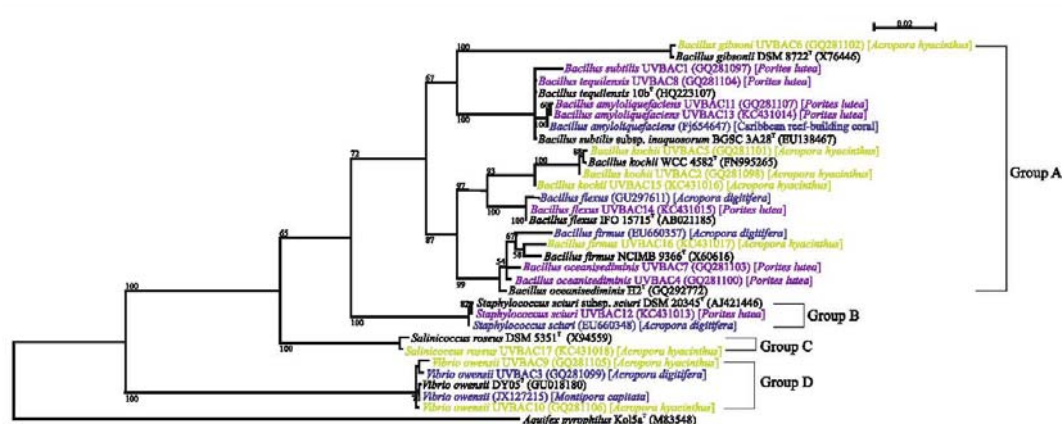 0.02
Bacillus gibsoni UVBAC6 (GQ281102) [Acropora hyacinthus]
Bacillus gibsonii DSM 8722T (X76446)
Bacillus subtilis UVBAC1 (GQ281097) [Porites lutea]
Bacillus tequilensis UVBAC8 (GQ281104) [Porites lutea]
Bacillus tequilensis 10bT (HQ223107)
Bacillus amyloliquefaciens UVBAC11 (GQ281107) [Porites lutea]
Bacillus amyloliquefaciens UVBAC13 (KC431014) [Porites lutea]
Bacillus amyloliquefaciens (FJ654647) [Caribbean reef-building coral]
Bacillus subtilis subsp. inaquosorum BGSC 3A28T (EU138467)
Bacillus kochii UVBAC5 (GQ281101) [Acropora hyacinthus]
Bacillus kochii WCC 4582T (FN995265)
Bacillus kochii UVBAC2 (GQ281098) [Acropora hyacinthus]
Bacillus kochii UVBAC15 (KC431016) [Acropora hyacinthus]
Bacillus flexus (GU297611) [Acropora digitifera]
Bacillus flexus UVBAC14 (KC431015) [Porites lutea]
Bacillus flexus IFO 15715T (AB021185)
Bacillus firmus (EU660357) [Acropora digitifera]
Bacillus firmus UVBAC16 (KC431017) [Acropora hyacinthus]
Bacillus firmus NCIMB 9366T (X60616)
Bacillus oceanisediminis UVBAC7 (GQ281103) [Porites lutea]
Bacillus oceanisediminis UVBAC4 (GQ281100) [Porites lutea]
Bacillus oceanisediminis H2T (GQ292772)
Group A
Staphylococcus sciuri subsp. sciuri DSM 20345T (AJ421446)
Staphylococcus sciuri UVBAC12 (KC431013) [Porites lutea]
Staphylococcus sciuri (EU660348) [Acropora digitifera]
Group B
Salinicoccus roseus DSM 5351T (X94559)
Salinicoccus roseus UVBAC17 (KC431018) [Acropora hyacinthus]
Group C
Vibrio owensii UVBAC9 (GQ281105) [Acropora hyacinthus]
Vibrio owensii UVBAC3 (GQ281099) [Acropora digitifera]
Vibrio owensii DY05T (GU018180)
Vibrio owensii (JX127215) [Montipora capitata]
Vibrio owensii UVBAC10 (GQ281106) [Acropora hyacinthus]
Group D
Aquifex pyrophilus Kol5aT (M83548)
100
61
100
100
72
97
93
100
100
87
67
54
99
65
100
100
100
100